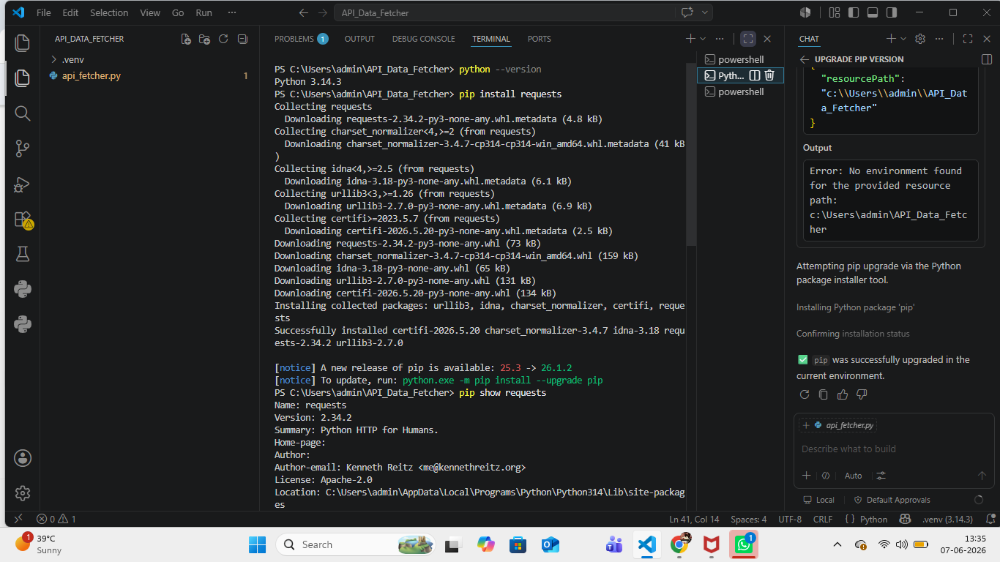 File Edit Selection View Go Run ···
API_Data_Fetcher
API_DATA_FETCHER
.venv
api_fetcher.py 1
PROBLEMS 1 OUTPUT DEBUG CONSOLE TERMINAL PORTS
PS C:\Users\admin\API_Data_Fetcher> python --version
Python 3.14.3
PS C:\Users\admin\API_Data_Fetcher> pip install requests
Collecting requests
  Downloading requests-2.34.2-py3-none-any.whl.metadata (4.8 kB)
Collecting charset_normalizer<4,>=2 (from requests)
  Downloading charset_normalizer-3.4.7-cp314-cp314-win_amd64.whl.metadata (41 kB
)
Collecting idna<4,>=2.5 (from requests)
  Downloading idna-3.18-py3-none-any.whl.metadata (6.1 kB)
Collecting urllib3<3,>=1.26 (from requests)
  Downloading urllib3-2.7.0-py3-none-any.whl.metadata (6.9 kB)
Collecting certifi>=2023.5.7 (from requests)
  Downloading certifi-2026.5.20-py3-none-any.whl.metadata (2.5 kB)
Downloading requests-2.34.2-py3-none-any.whl (73 kB)
Downloading charset_normalizer-3.4.7-cp314-cp314-win_amd64.whl (159 kB)
Downloading idna-3.18-py3-none-any.whl (65 kB)
Downloading urllib3-2.7.0-py3-none-any.whl (131 kB)
Downloading certifi-2026.5.20-py3-none-any.whl (134 kB)
Installing collected packages: urllib3, idna, charset_normalizer, certifi, reque
sts
Successfully installed certifi-2026.5.20 charset_normalizer-3.4.7 idna-3.18 requ
ests-2.34.2 urllib3-2.7.0
[notice] A new release of pip is available: 25.3 -> 26.1.2
[notice] To update, run: python.exe -m pip install --upgrade pip
PS C:\Users\admin\API_Data_Fetcher> pip show requests
Name: requests
Version: 2.34.2
Summary: Python HTTP for Humans.
Home-page:
Author:
Author-email: Kenneth Reitz <me@kennethreitz.org>
License: Apache-2.0
Location: C:\Users\admin\AppData\Local\Programs\Python\Python314\Lib\site-packag
es
powershell
Pyth...
powershell
CHAT
UPGRADE PIP VERSION
{
"resourcePath":
"c:\\Users\\admin\\API_Dat
a_Fetcher"
}
Output
Error: No environment found
for the provided resource
path:
c:\Users\admin\API_Data_Fetc
her
Attempting pip upgrade via the Python
package installer tool.
Installing Python package 'pip'
Confirming installation status
✅ pip was successfully upgraded in the
current environment.
api_fetcher.py
Describe what to build
Auto
Local Default Approvals
0 1
Ln 41, Col 14 Spaces: 4 UTF-8 CRLF { } Python .venv (3.14.3)
1
39°C
Sunny
Search
1
13:35
07-06-2026